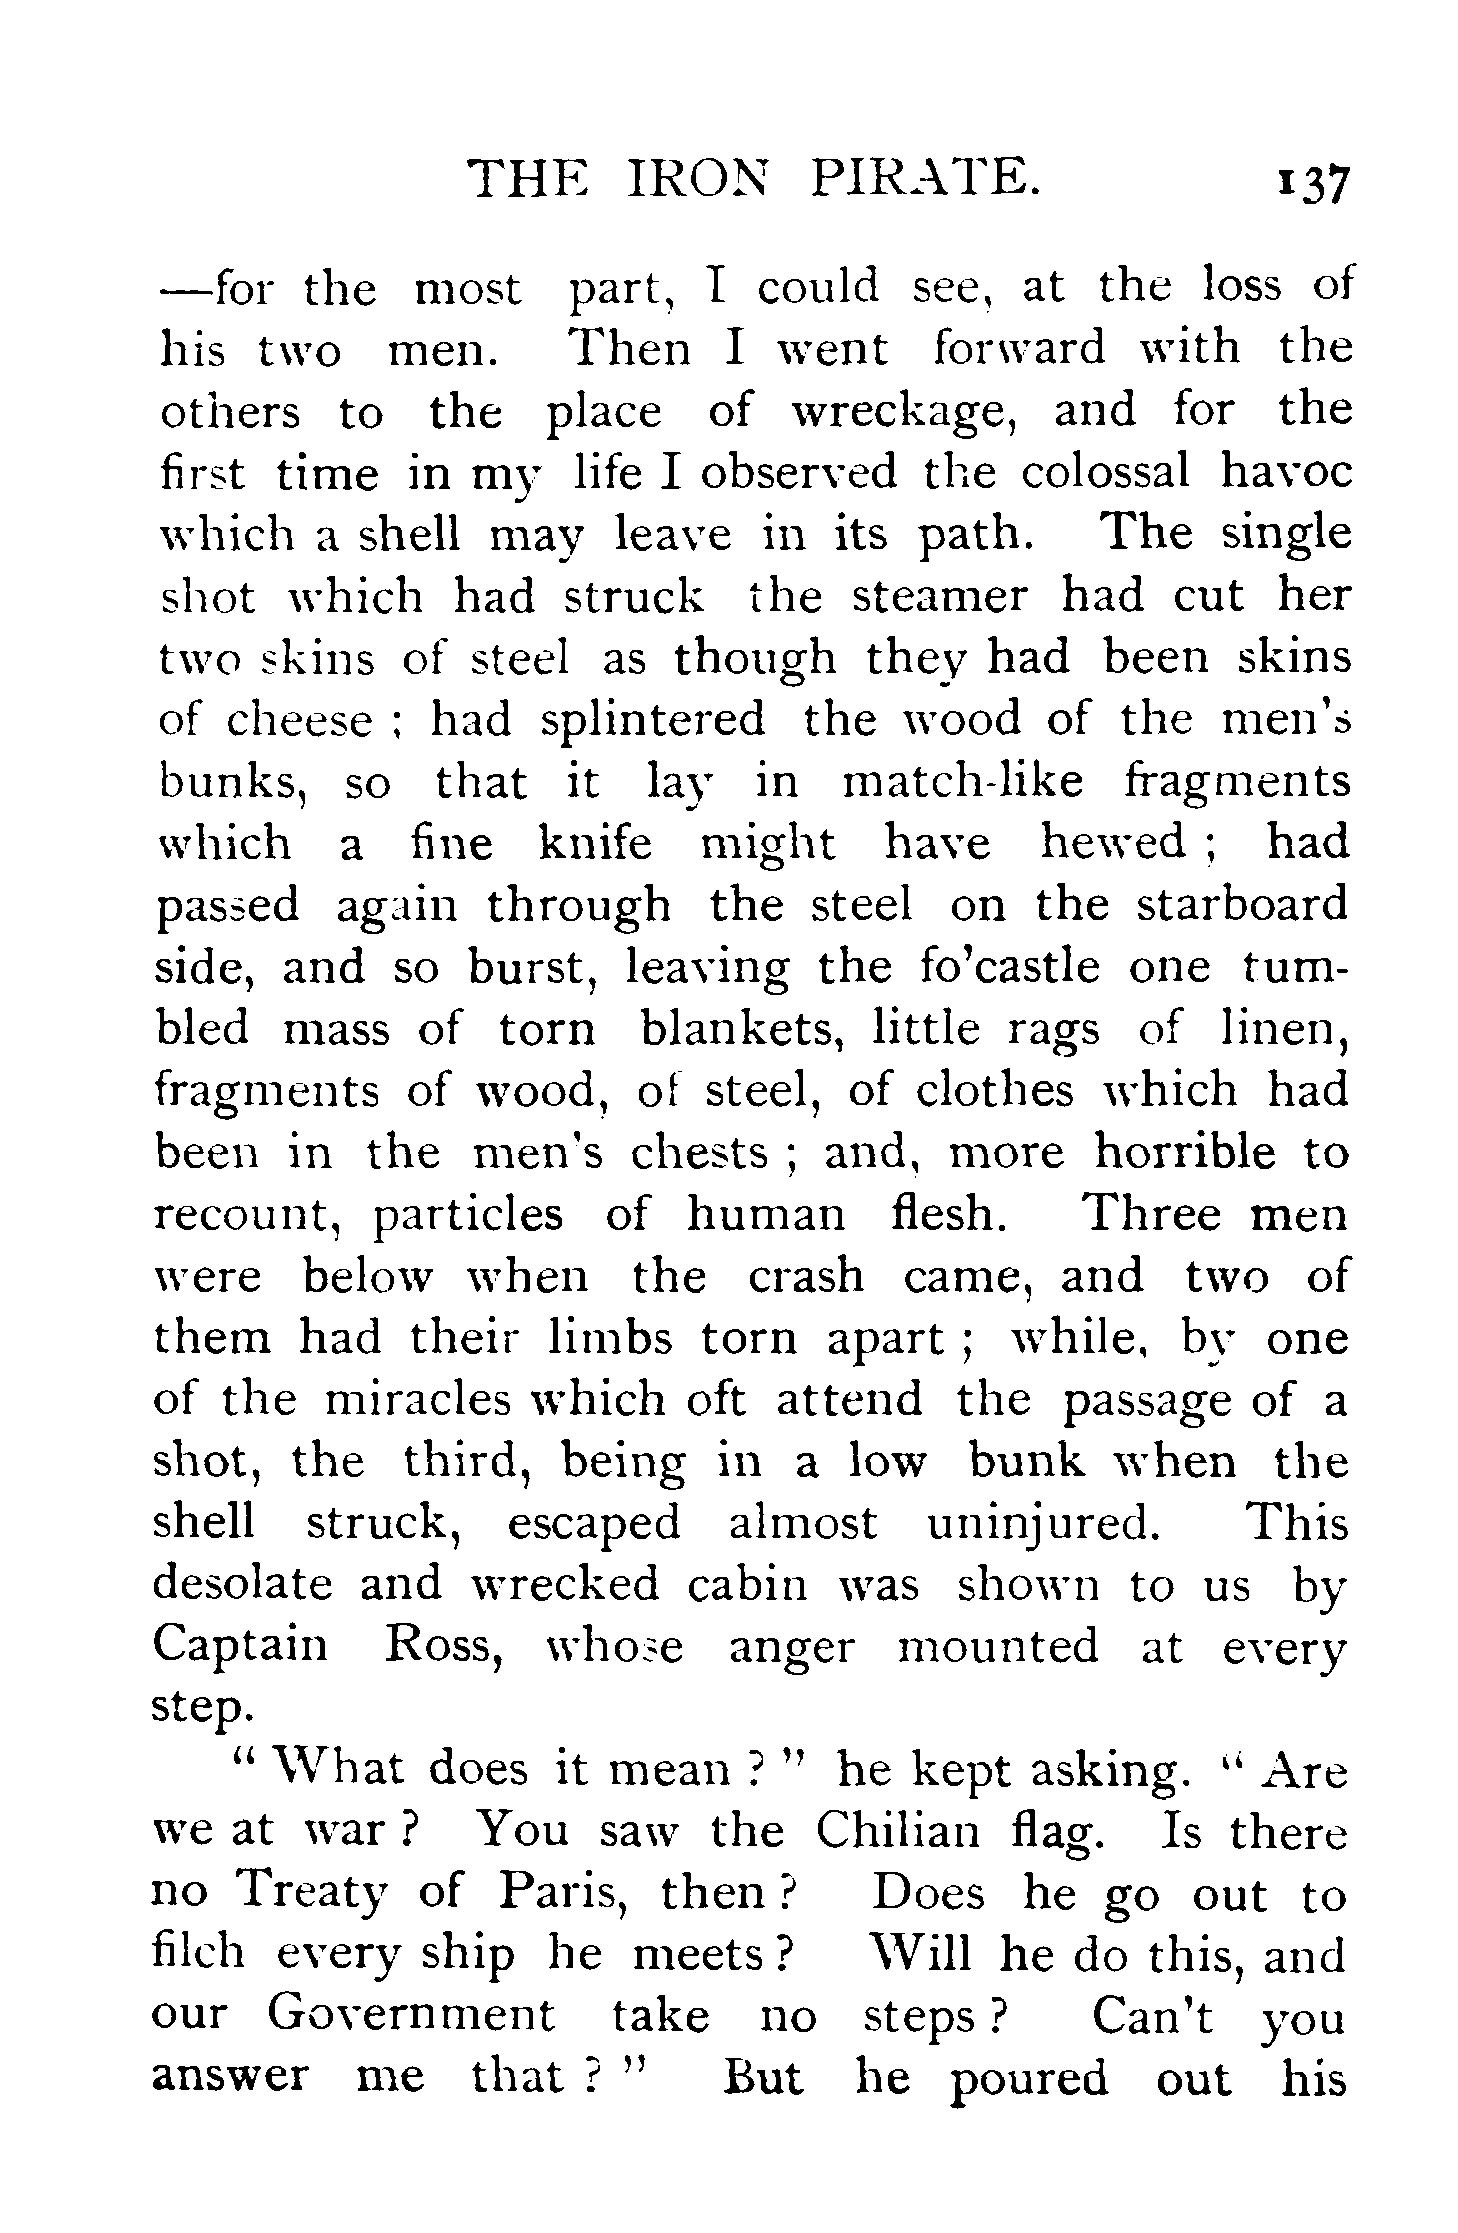 THE IRON PIRATE. 137
—for the most part, I could see, at the loss of
his two men. Then I went forward with the
others to the place of wreckage, and for the
first time in my life I observed the colossal havoc
which a shell may leave in its path. The single
shot which had struck the steamer had cut her
two skins of steel as though they had been skins
of cheese ; had splintered the wood of the men's
bunks, so that it lay in match-like fragments
which a fine knife might have hewed ; had
passed again through the steel on the starboard
side, and so burst, leaving the fo'castle one tum-
bled mass of torn blankets, little rags of linen,
fragments of wood, of steel, of clothes which had
been in the men's chests ; and, more horrible to
recount, particles of human flesh. Three men
were below when the crash came, and two of
them had their limbs torn apart ; while, by one
of the miracles which oft attend the passage of a
shot, the third, being in a low bunk when the
shell struck, escaped almost uninjured. This
desolate and wrecked cabin was shown to us by
Captain Ross, whose anger mounted at every
step.
" What does it mean ? " he kept asking. " Are
we at war ? You saw the Chilian flag. Is there
no Treaty of Paris, then ? Does he go out to
filch every ship he meets ? Will he do this, and
our Government take no steps ? Can't you
answer me that ? " But he poured out his